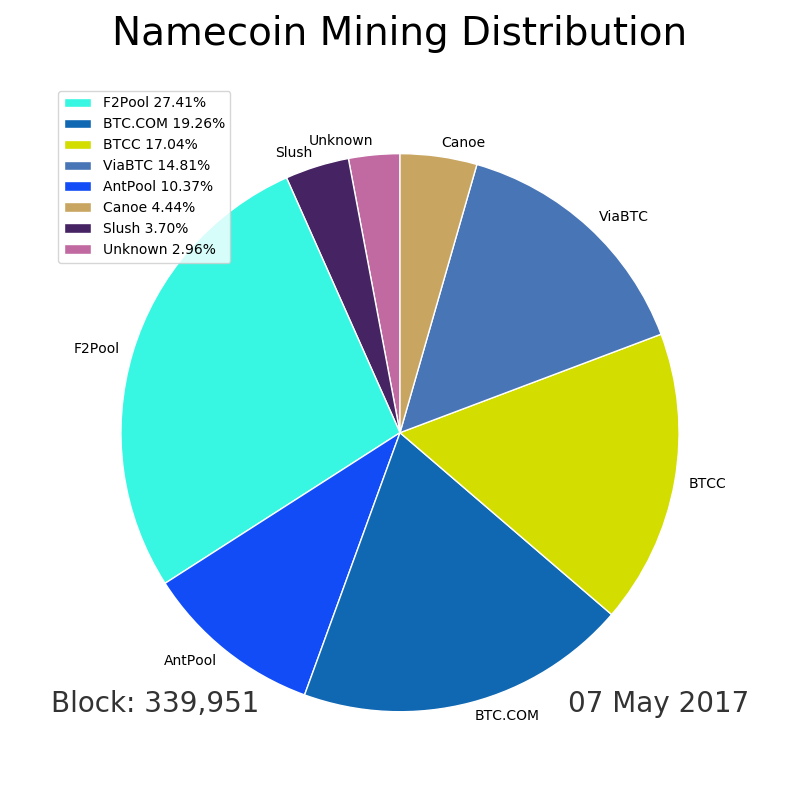 Namecoin Mining Distribution
F2Pool 27.41%
BTC.COM 19.26%
BTCC 17.04%
ViaBTC 14.81%
AntPool 10.37%
Canoe 4.44%
Slush 3.70%
Unknown 2.96%
Unknown
Canoe
Slush
ViaBTC
F2Pool
BTCC
AntPool
BTC.COM
Block: 339,951
07 May 2017